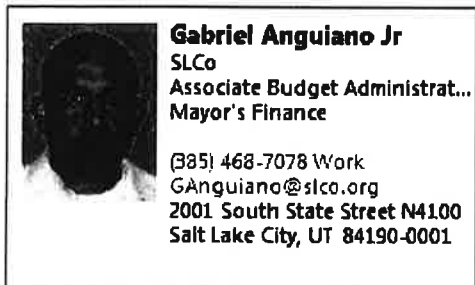 Gabriel Anguiano Jr
SLCo
Associate Budget Administrat...
Mayor's Finance
(385) 468-7078 Work
GAnguiano@slco.org
2001 South State Street N4100
Salt Lake City, UT 84190-0001